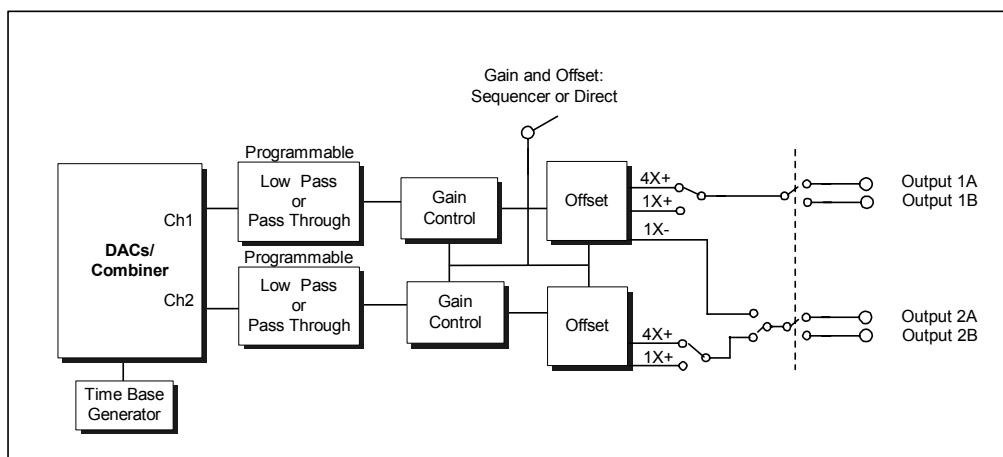 Gain and Offset:
Sequencer or Direct
Programmable
Low Pass
or
Pass Through
Gain
Control
Offset
4X+
1X+
1X-
Output 1A
Output 1B
Ch1
DACs/
Combiner
Ch2
Programmable
Low Pass
or
Pass Through
Gain
Control
Offset
4X+
1X+
Output 2A
Output 2B
Time Base
Generator